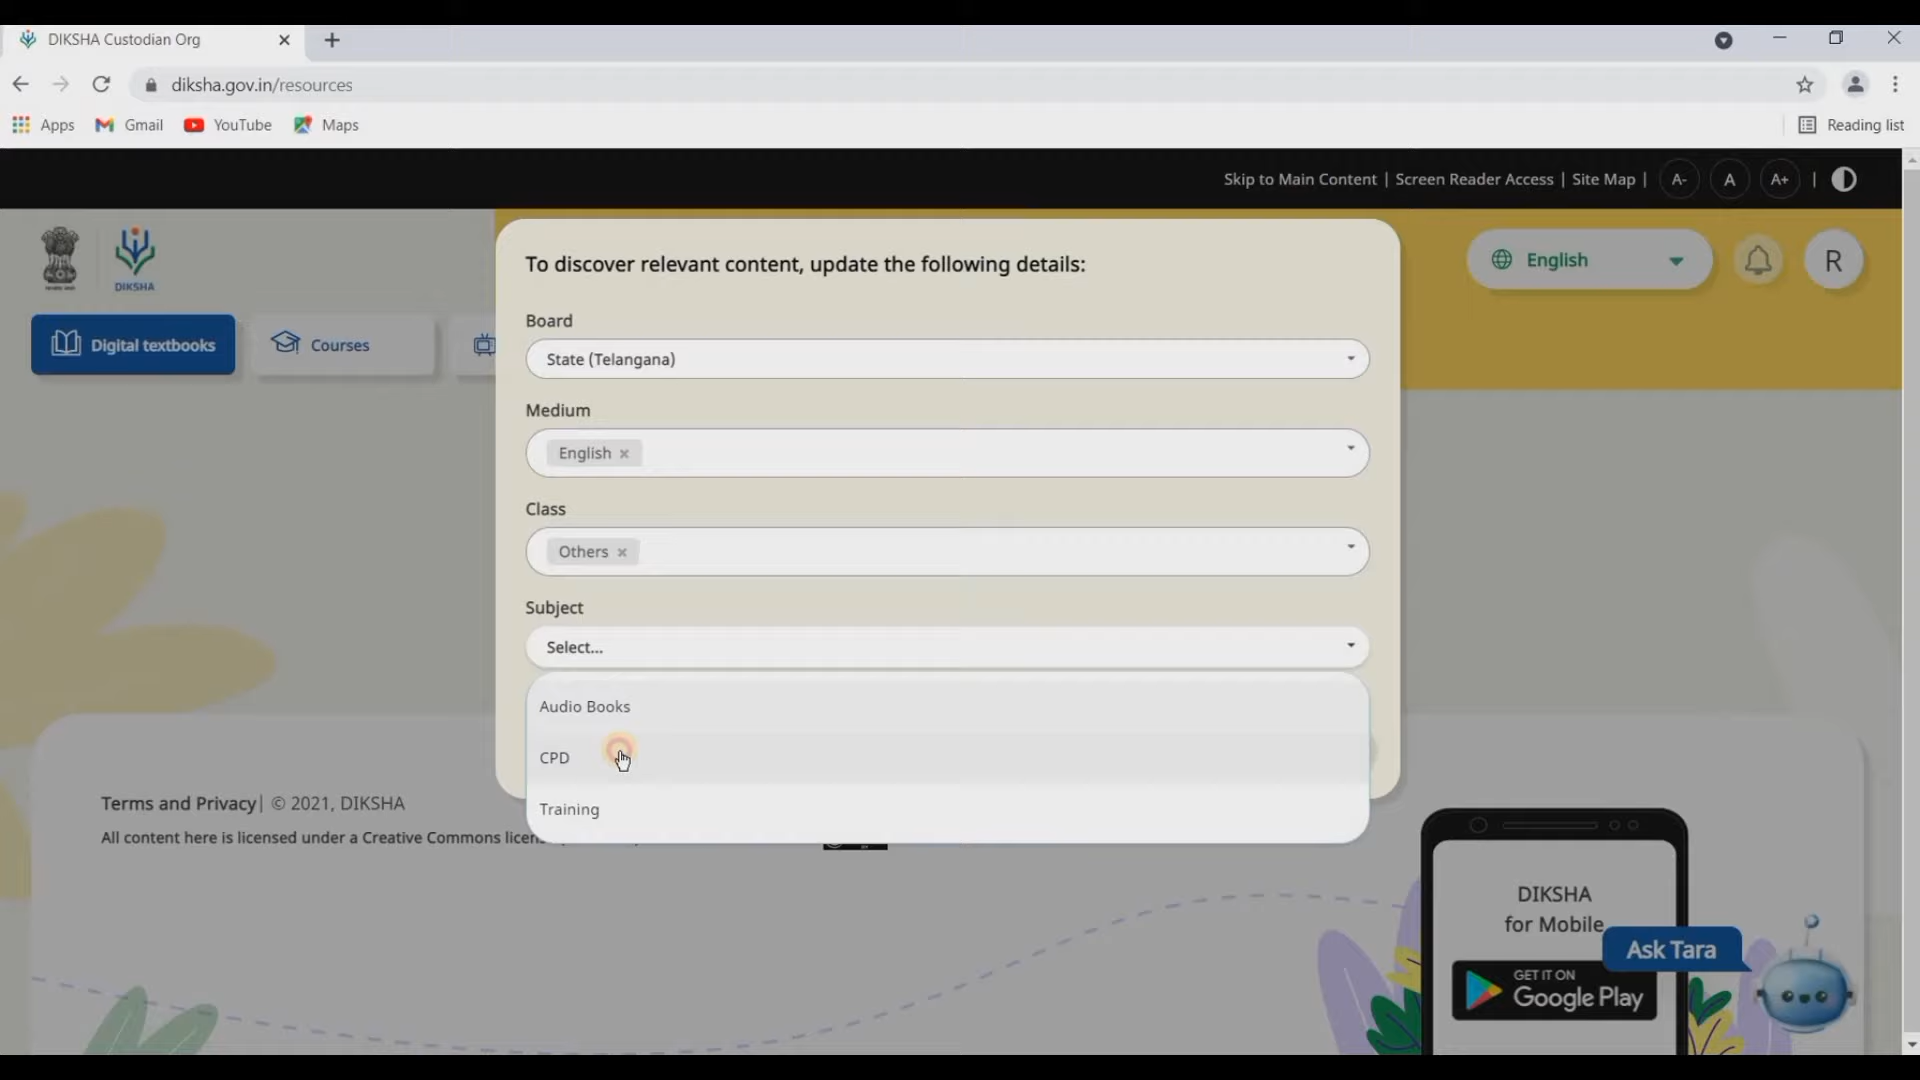 DIKSHA Custodian Org
diksha.gov.in/resources
Apps Gmail YouTube Maps Reading list
Skip to Main Content | Screen Reader Access | Site Map | A- A A+ |
DIKSHA
To discover relevant content, update the following details:
English
R
Digital textbooks
Courses
Board
State (Telangana)
Medium
English ×
Class
Others ×
Subject
Select...
Audio Books
CPD
Training
Terms and Privacy| © 2021, DIKSHA
All content here is licensed under a Creative Commons
DIKSHA
for Mobile
Ask Tara
GET IT ON
Google Play